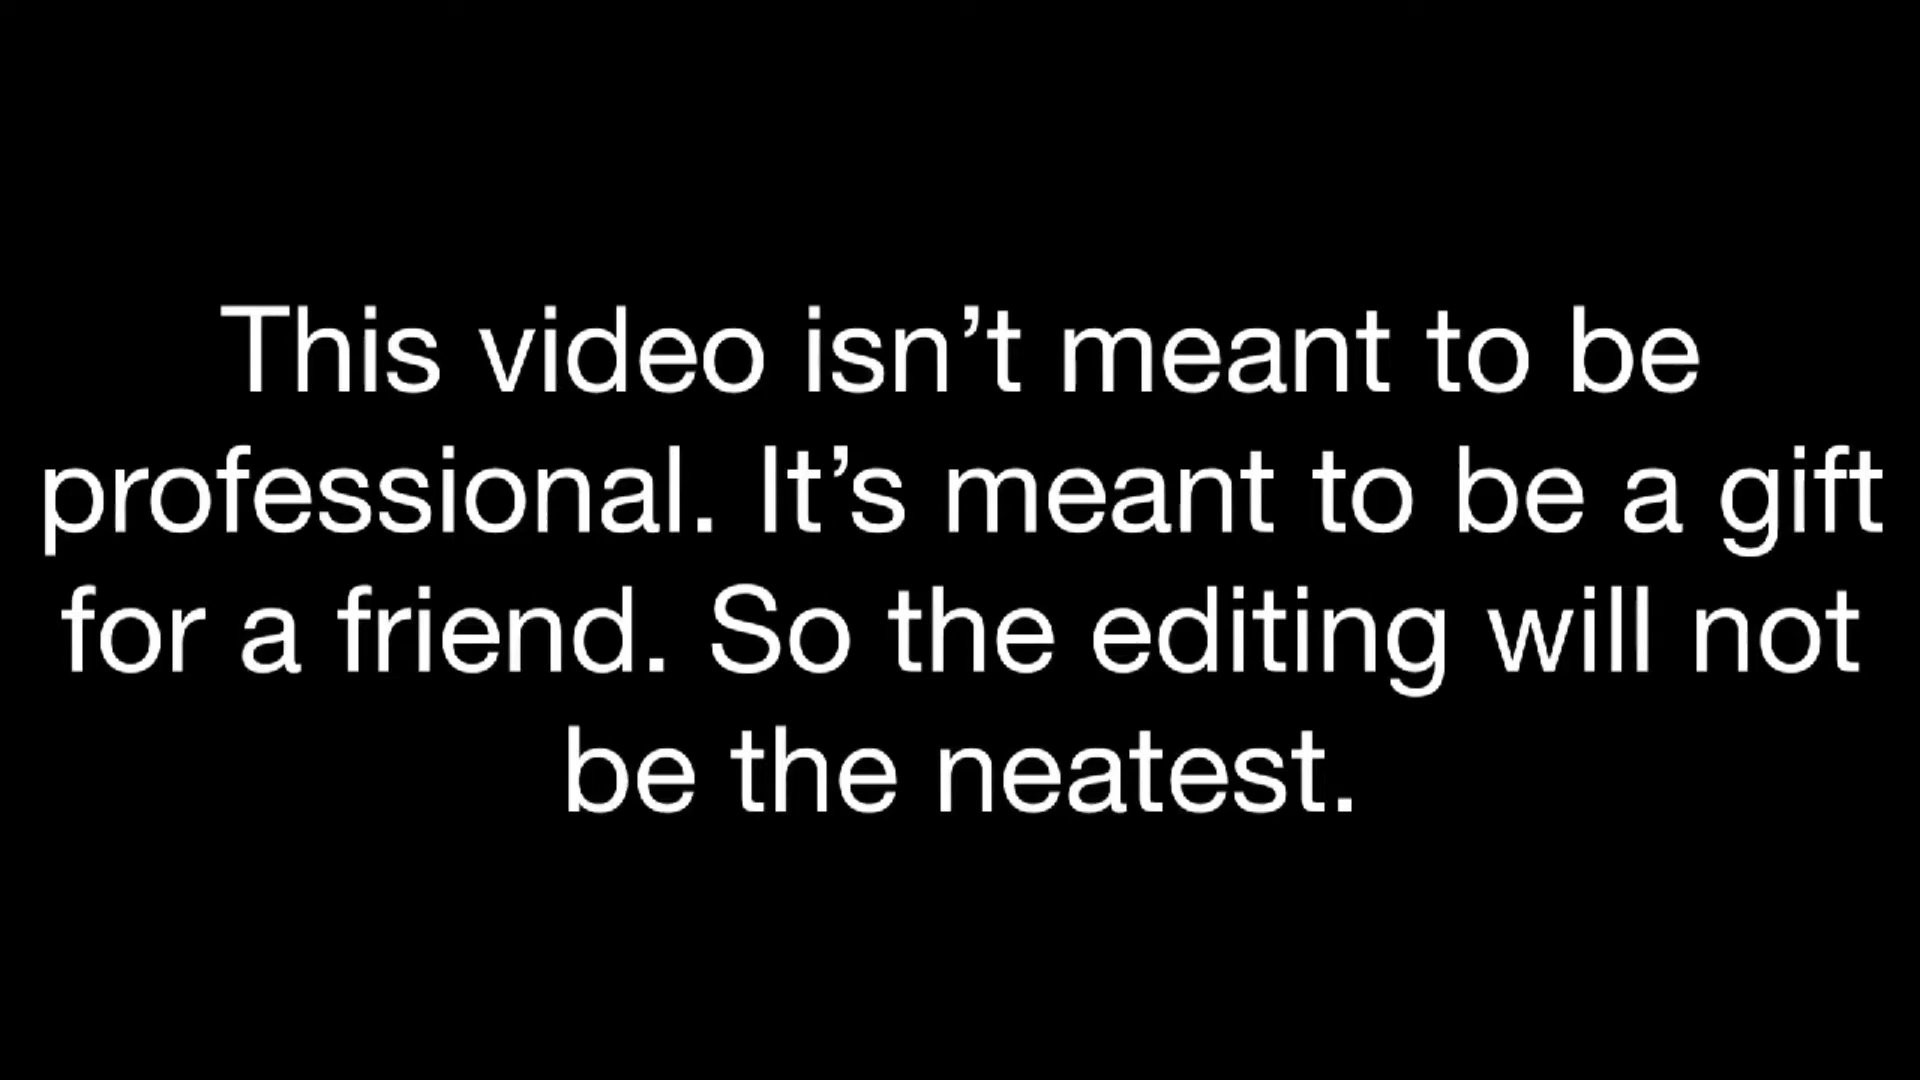 This video isn’t meant to be
professional. It’s meant to be a gift
for a friend. So the editing will not
be the neatest.